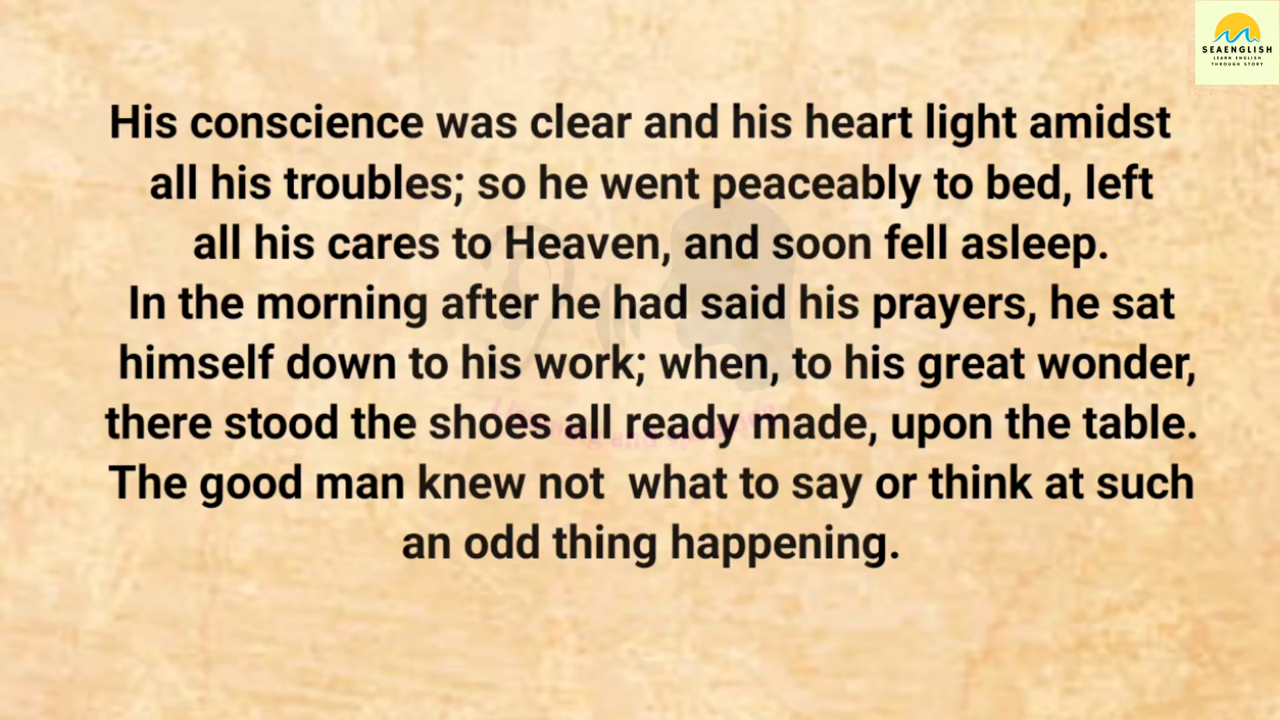 SEAENGLISH
LEARN ENGLISH
THROUGH STORY
His conscience was clear and his heart light amidst
all his troubles; so he went peaceably to bed, left
all his cares to Heaven, and soon fell asleep.
In the morning after he had said his prayers, he sat
himself down to his work; when, to his great wonder,
there stood the shoes all ready made, upon the table.
The good man knew not  what to say or think at such
an odd thing happening.